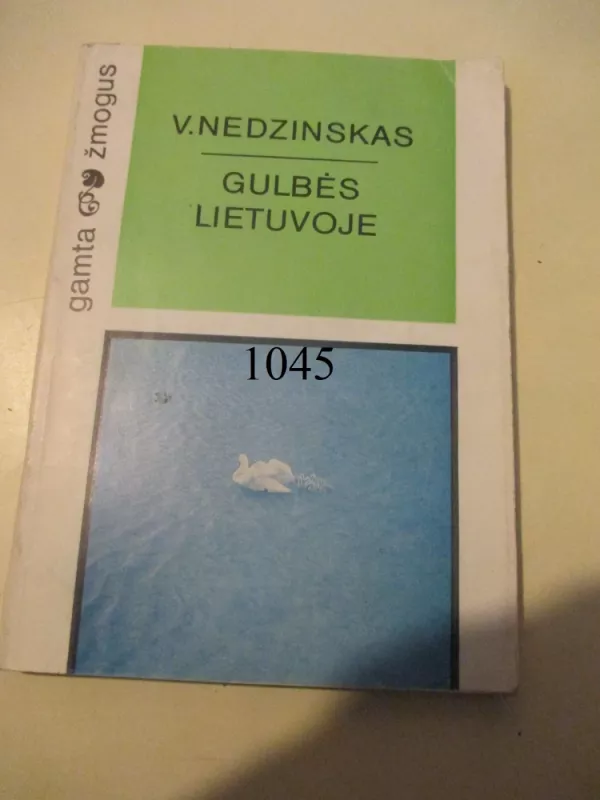 gamta žmogus
V.NEDZINSKAS
GULBĖS
LIETUVOJE
1045